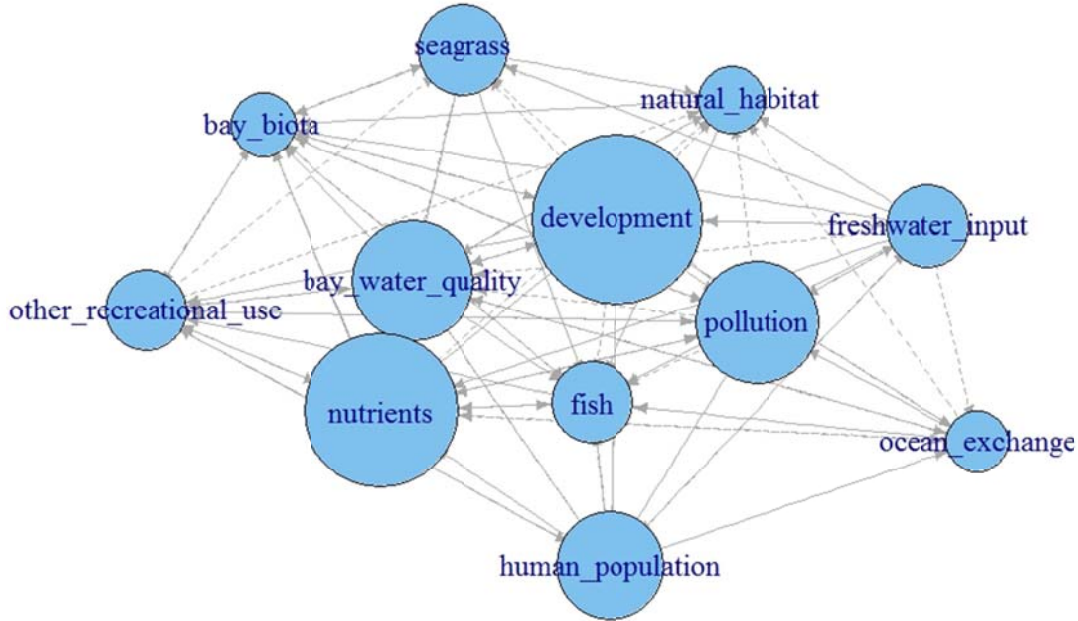 seagrass
natural_habitat
bay_biota
development
freshwater_input
bay_water_quality
other_recreational_use
pollution
nutrients
fish
ocean_exchange
human_population